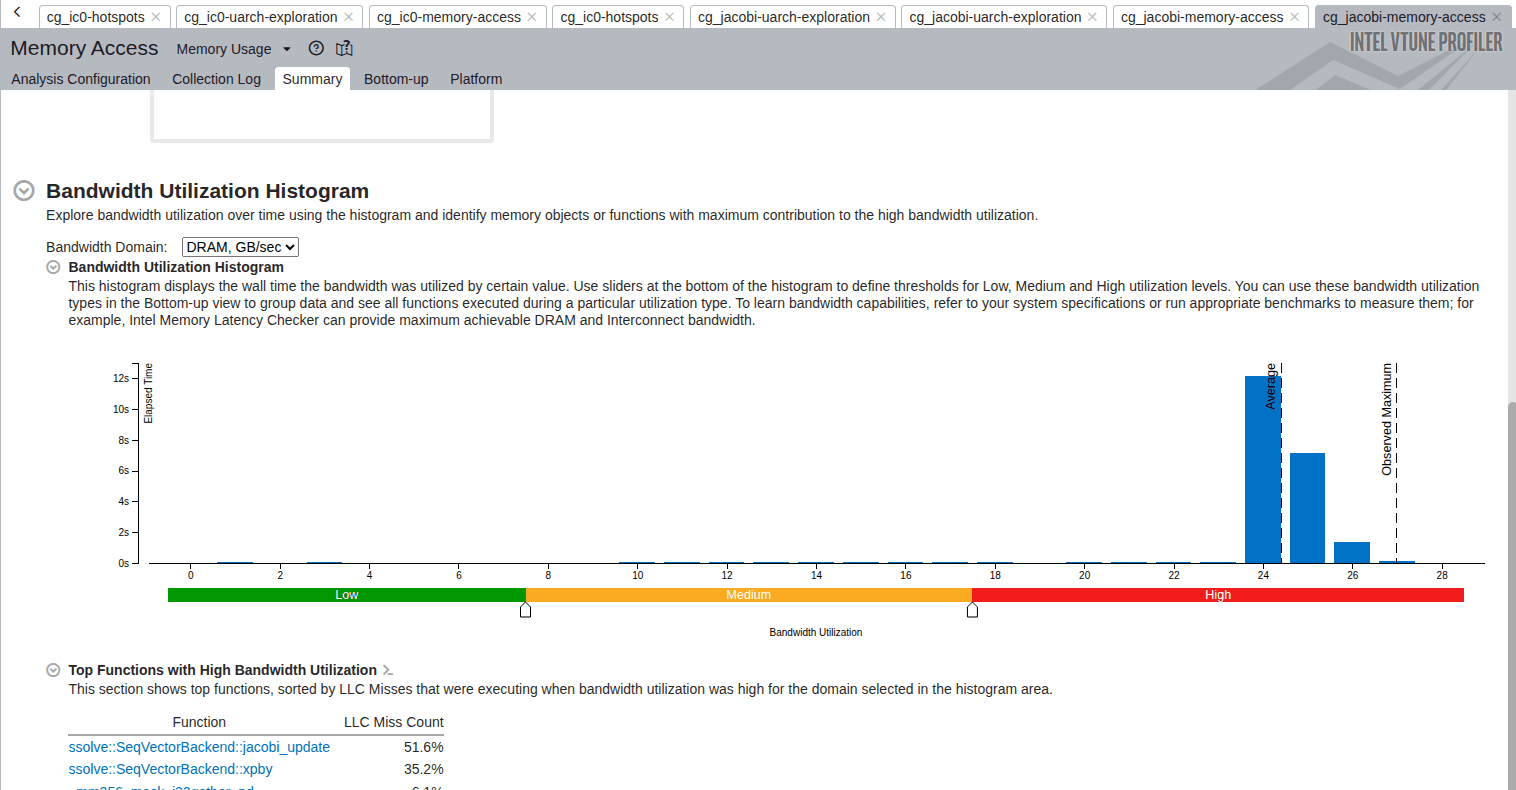 cg_ic0-hotspots cg_ic0-uarch-exploration cg_ic0-memory-access cg_ic0-hotspots cg_jacobi-uarch-exploration cg_jacobi-uarch-exploration cg_jacobi-memory-access cg_jacobi-memory-access
Memory Access Memory Usage
INTEL VTUNE PROFILER
Analysis Configuration Collection Log Summary Bottom-up Platform
Bandwidth Utilization Histogram
Explore bandwidth utilization over time using the histogram and identify memory objects or functions with maximum contribution to the high bandwidth utilization.
Bandwidth Domain: DRAM, GB/sec
Bandwidth Utilization Histogram
This histogram displays the wall time the bandwidth was utilized by certain value. Use sliders at the bottom of the histogram to define thresholds for Low, Medium and High utilization levels. You can use these bandwidth utilization
types in the Bottom-up view to group data and see all functions executed during a particular utilization type. To learn bandwidth capabilities, refer to your system specifications or run appropriate benchmarks to measure them; for
example, Intel Memory Latency Checker can provide maximum achievable DRAM and Interconnect bandwidth.
Elapsed Time
12s
10s
8s
6s
4s
2s
0s
Average
Observed Maximum
0 2 4 6 8 10 12 14 16 18 20 22 24 26 28
Low Medium High
Bandwidth Utilization
Top Functions with High Bandwidth Utilization
This section shows top functions, sorted by LLC Misses that were executing when bandwidth utilization was high for the domain selected in the histogram area.
Function LLC Miss Count
ssolve::SeqVectorBackend::jacobi_update 51.6%
ssolve::SeqVectorBackend::xpby 35.2%